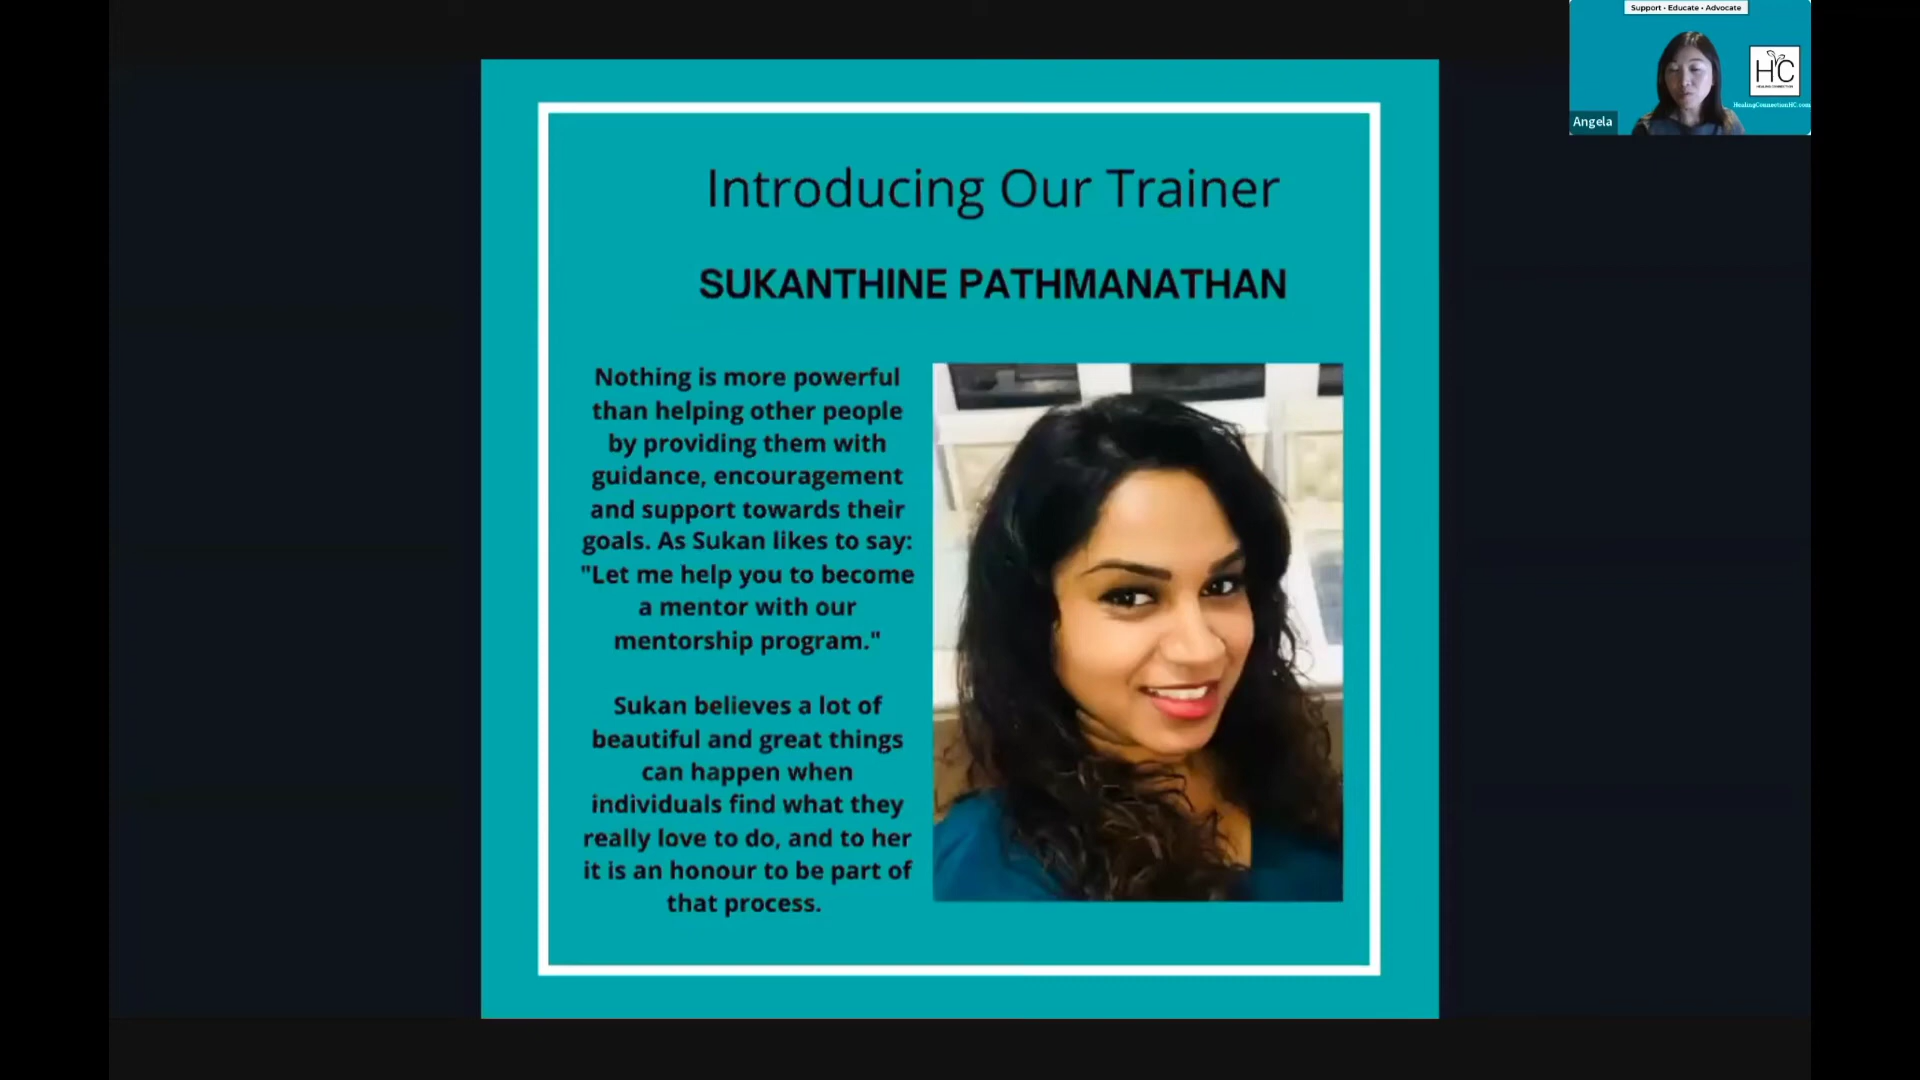 Support • Educate • Advocate
HC
HEALING CONNECTION
HealingConnectionHC.com
Angela
Introducing Our Trainer
SUKANTHINE PATHMANATHAN
Nothing is more powerful
than helping other people
by providing them with
guidance, encouragement
and support towards their
goals. As Sukan likes to say:
"Let me help you to become
a mentor with our
mentorship program."
Sukan believes a lot of
beautiful and great things
can happen when
individuals find what they
really love to do, and to her
it is an honour to be part of
that process.